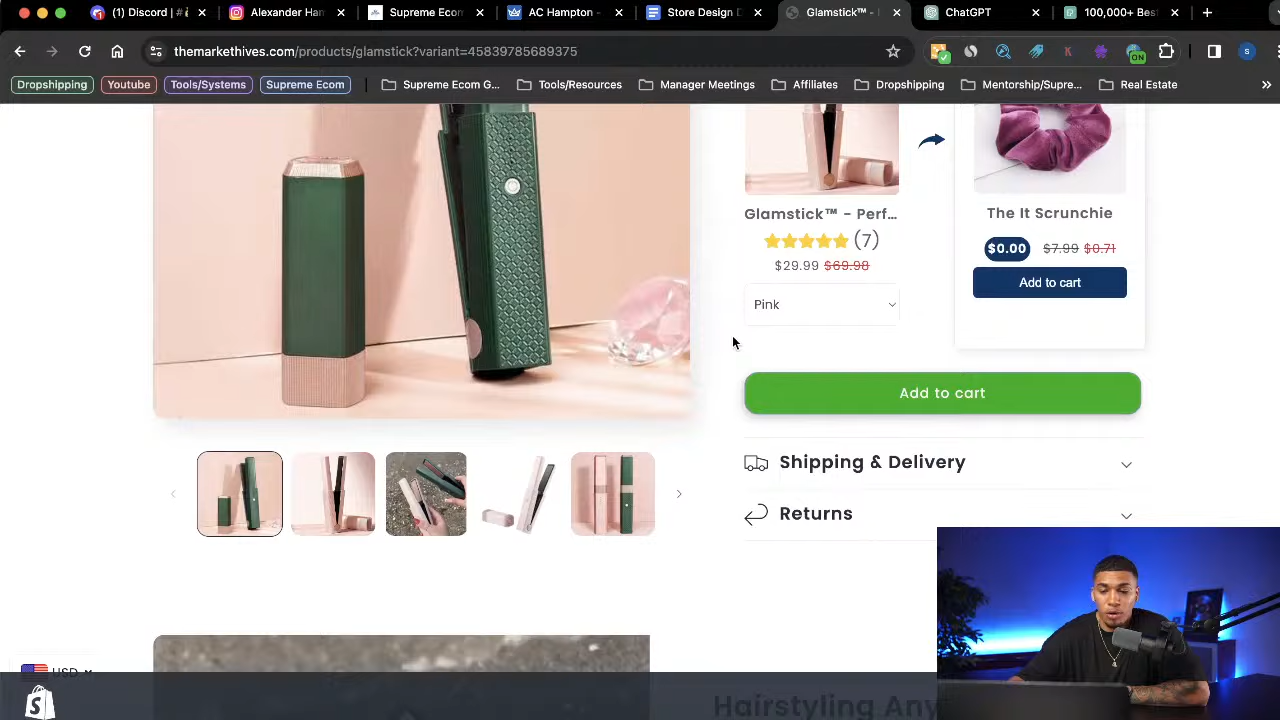 (1) Discord | #
Alexander Ham
Supreme Ecom
AC Hampton -
Store Design D
Glamstick™ -
ChatGPT
100,000+ Best
themarkethives.com/products/glamstick?variant=45839785689375
K
ON
S
Dropshipping
Youtube
Tools/Systems
Supreme Ecom
Supreme Ecom G...
Tools/Resources
Manager Meetings
Affiliates
Dropshipping
Mentorship/Supre...
Real Estate
»
Glamstick™ - Perf...
(7)
$29.99 $69.98
Pink
The It Scrunchie
$0.00 $7.99 $0.71
Add to cart
Add to cart
Shipping & Delivery
Returns
USD
Hairstyling Any